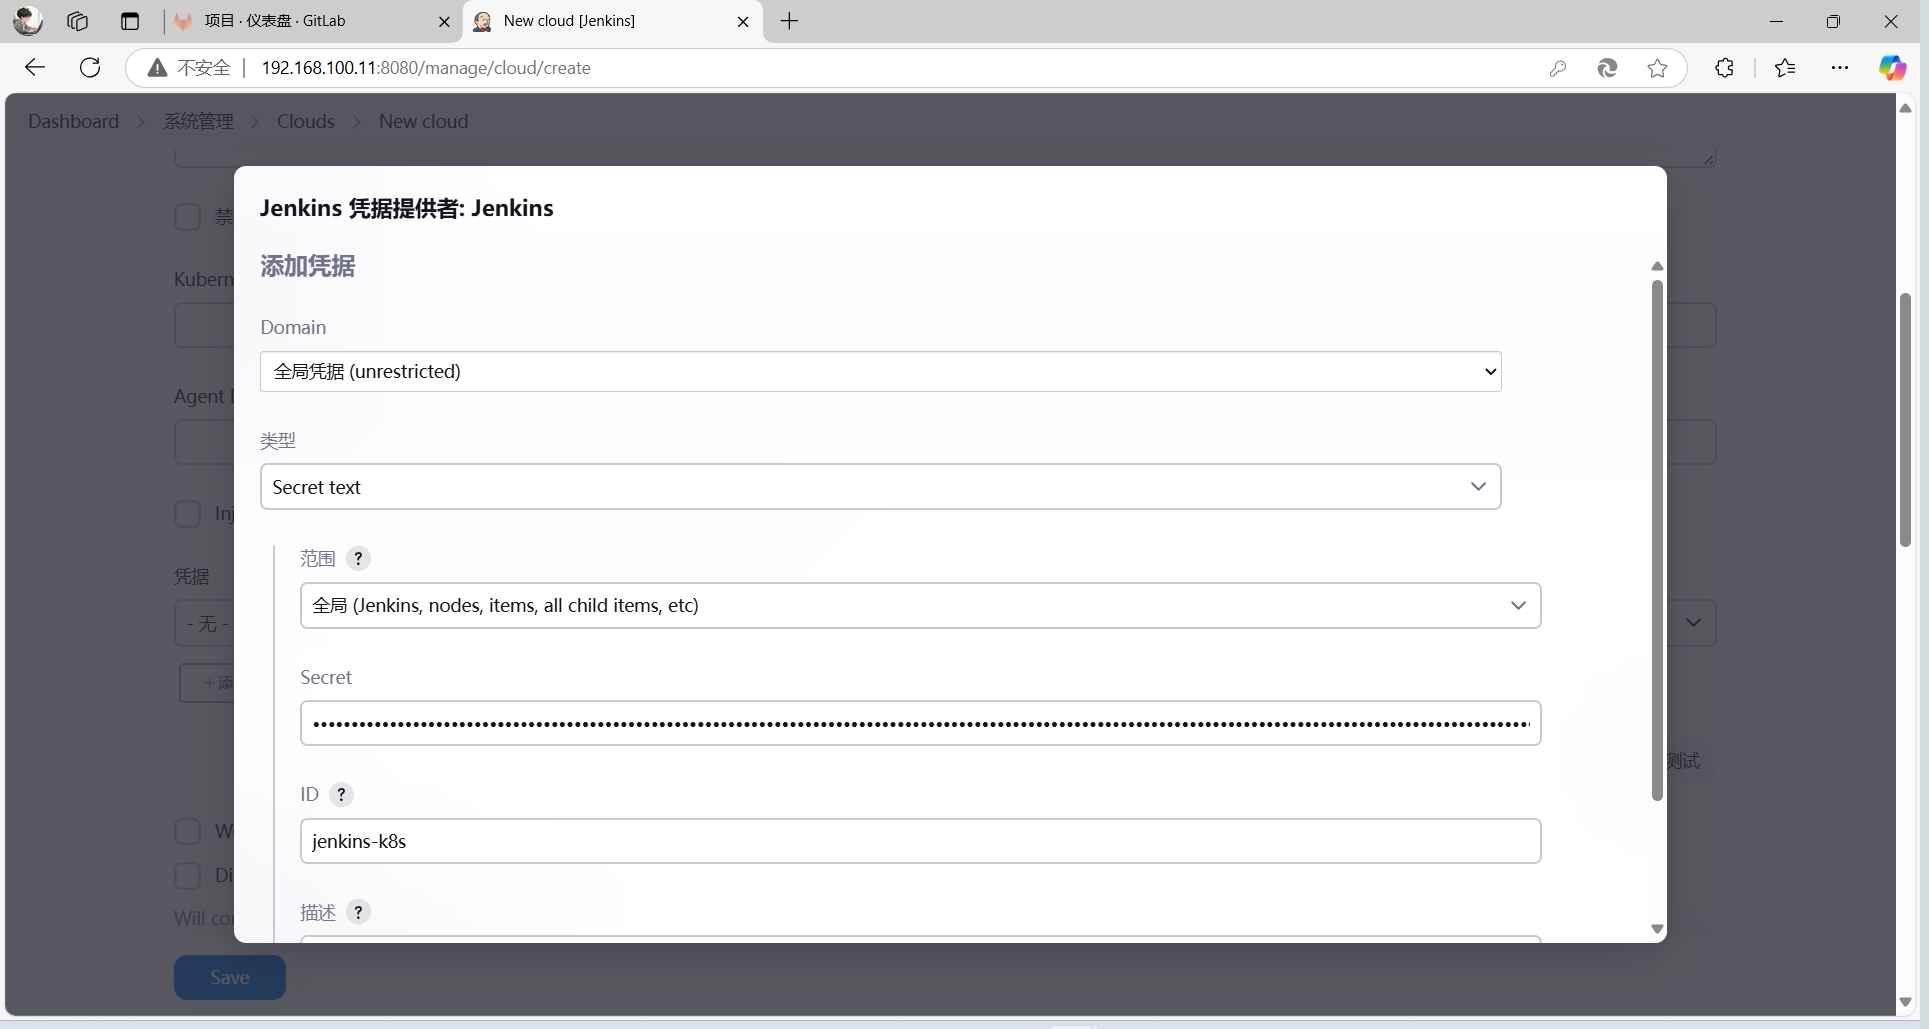 项目 · 仪表盘 · GitLab
New cloud [Jenkins]
不安全
192.168.100.11:8080/manage/cloud/create
Dashboard
系统管理
Clouds
New cloud
Jenkins 凭据提供者: Jenkins
添加凭据
Domain
全局凭据 (unrestricted)
类型
Secret text
范围 ?
全局 (Jenkins, nodes, items, all child items, etc)
Secret
ID ?
jenkins-k8s
描述 ?
禁
Kubern
Agent
Inj
凭据
- 无 -
+添
测试
We
Di
Will con
Save